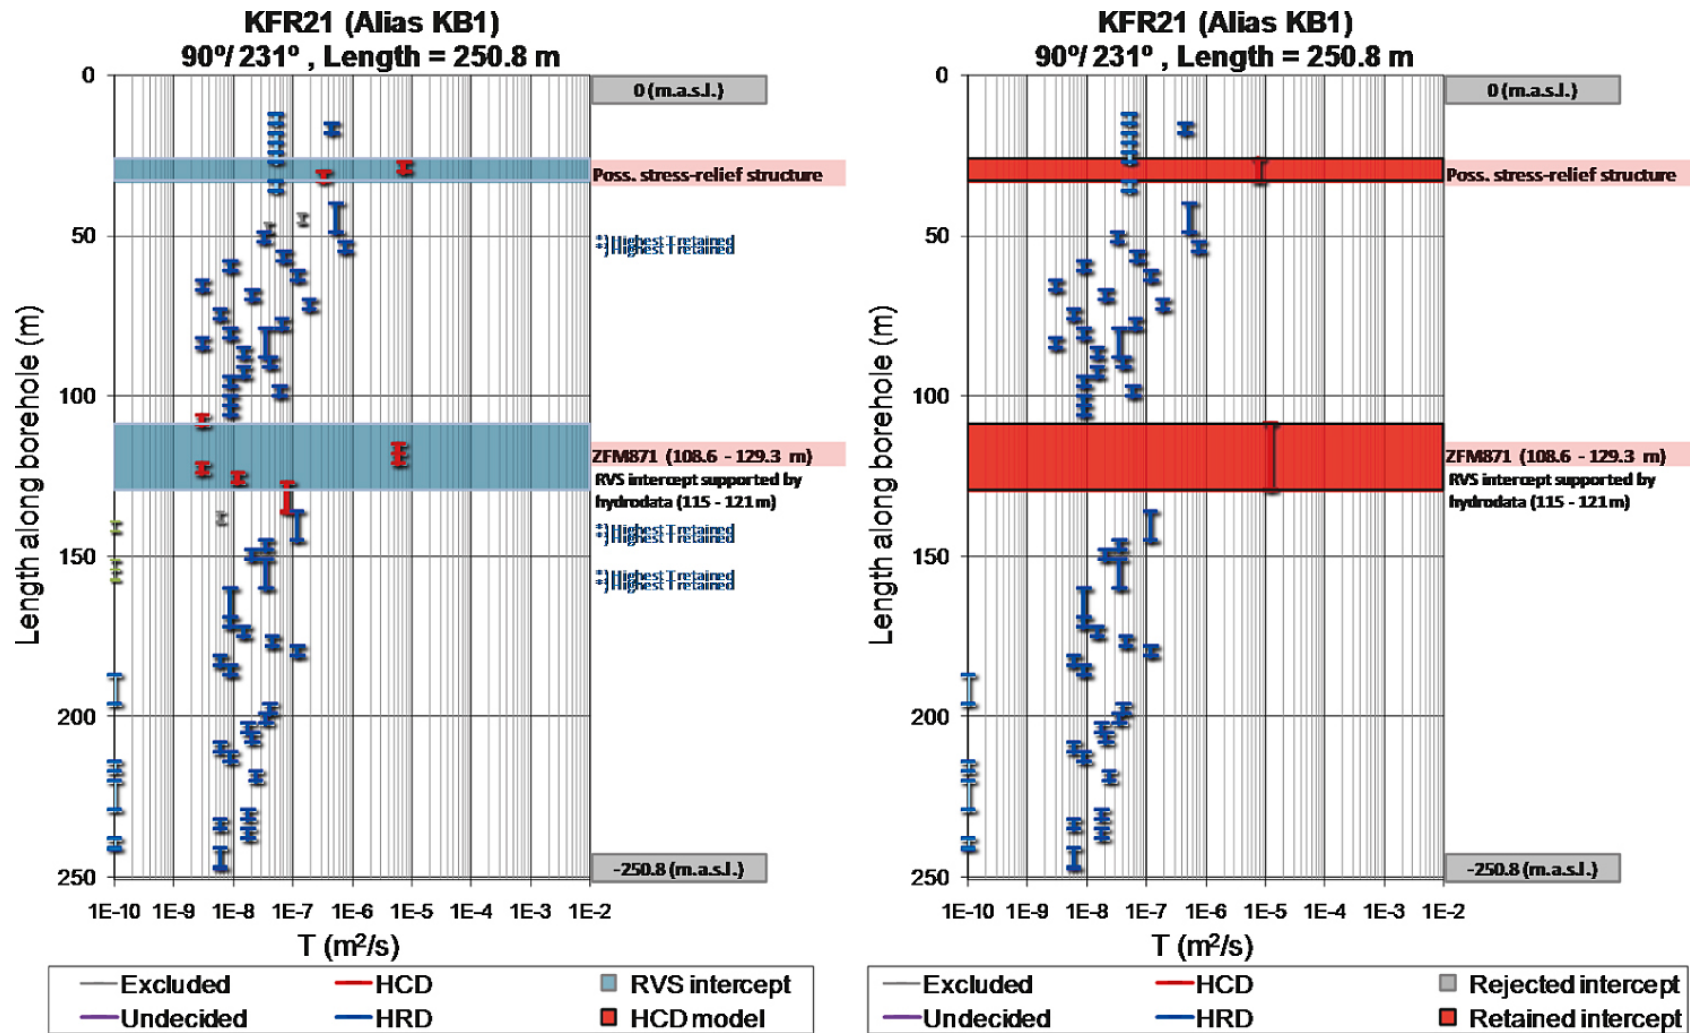 KFR21 (Alias KB1)
90º/ 231º , Length = 250.8 m
0
50
100
150
200
250
Length along borehole (m)
0 (m.a.s.l.)
Poss. stress-relief structure
*) Highest T retained
*) Highest T retained
ZFM871 (108.6 - 129.3 m)
RVS intercept supported by
hydrodata (115 - 121 m)
*) Highest T retained
*) Highest T retained
*) Highest T retained
*) Highest T retained
-250.8 (m.a.s.l.)
1E-10 1E-9 1E-8 1E-7 1E-6 1E-5 1E-4 1E-3 1E-2
T (m²/s)
Excluded HCD RVS intercept
Undecided HRD HCD model
KFR21 (Alias KB1)
90º/ 231º , Length = 250.8 m
0
50
100
150
200
250
Length along borehole (m)
0 (m.a.s.l.)
Poss. stress-relief structure
ZFM871 (108.6 - 129.3 m)
RVS intercept supported by
hydrodata (115 - 121 m)
-250.8 (m.a.s.l.)
1E-10 1E-9 1E-8 1E-7 1E-6 1E-5 1E-4 1E-3 1E-2
T (m²/s)
Excluded HCD Rejected intercept
Undecided HRD Retained intercept